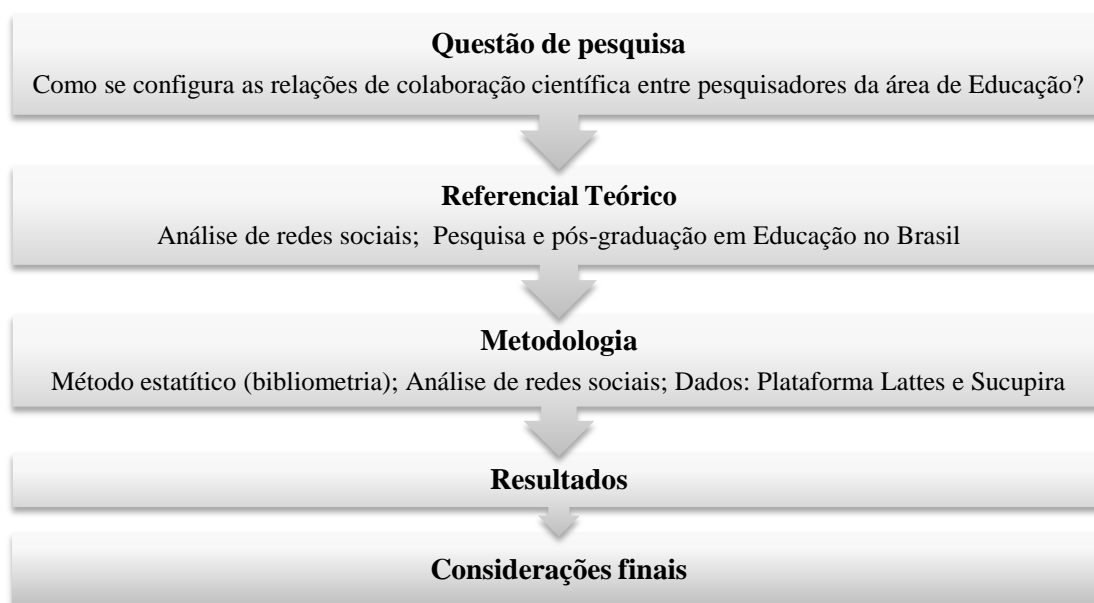 Questão de pesquisa
Como se configura as relações de colaboração científica entre pesquisadores da área de Educação?
Referencial Teórico
Análise de redes sociais; Pesquisa e pós-graduação em Educação no Brasil
Metodologia
Método estatítico (bibliometria); Análise de redes sociais; Dados: Plataforma Lattes e Sucupira
Resultados
Considerações finais